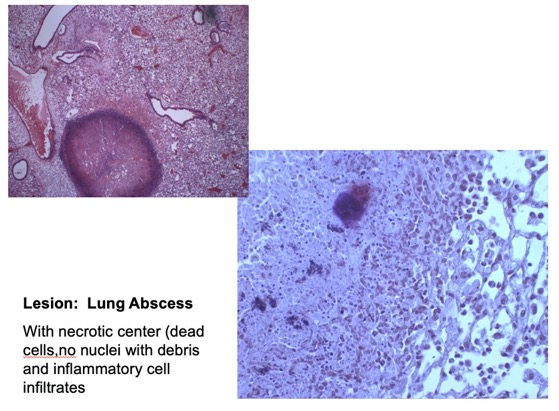 Lesion:  Lung Abscess
With necrotic center (dead
cells,no nuclei with debris
and inflammatory cell
infiltrates